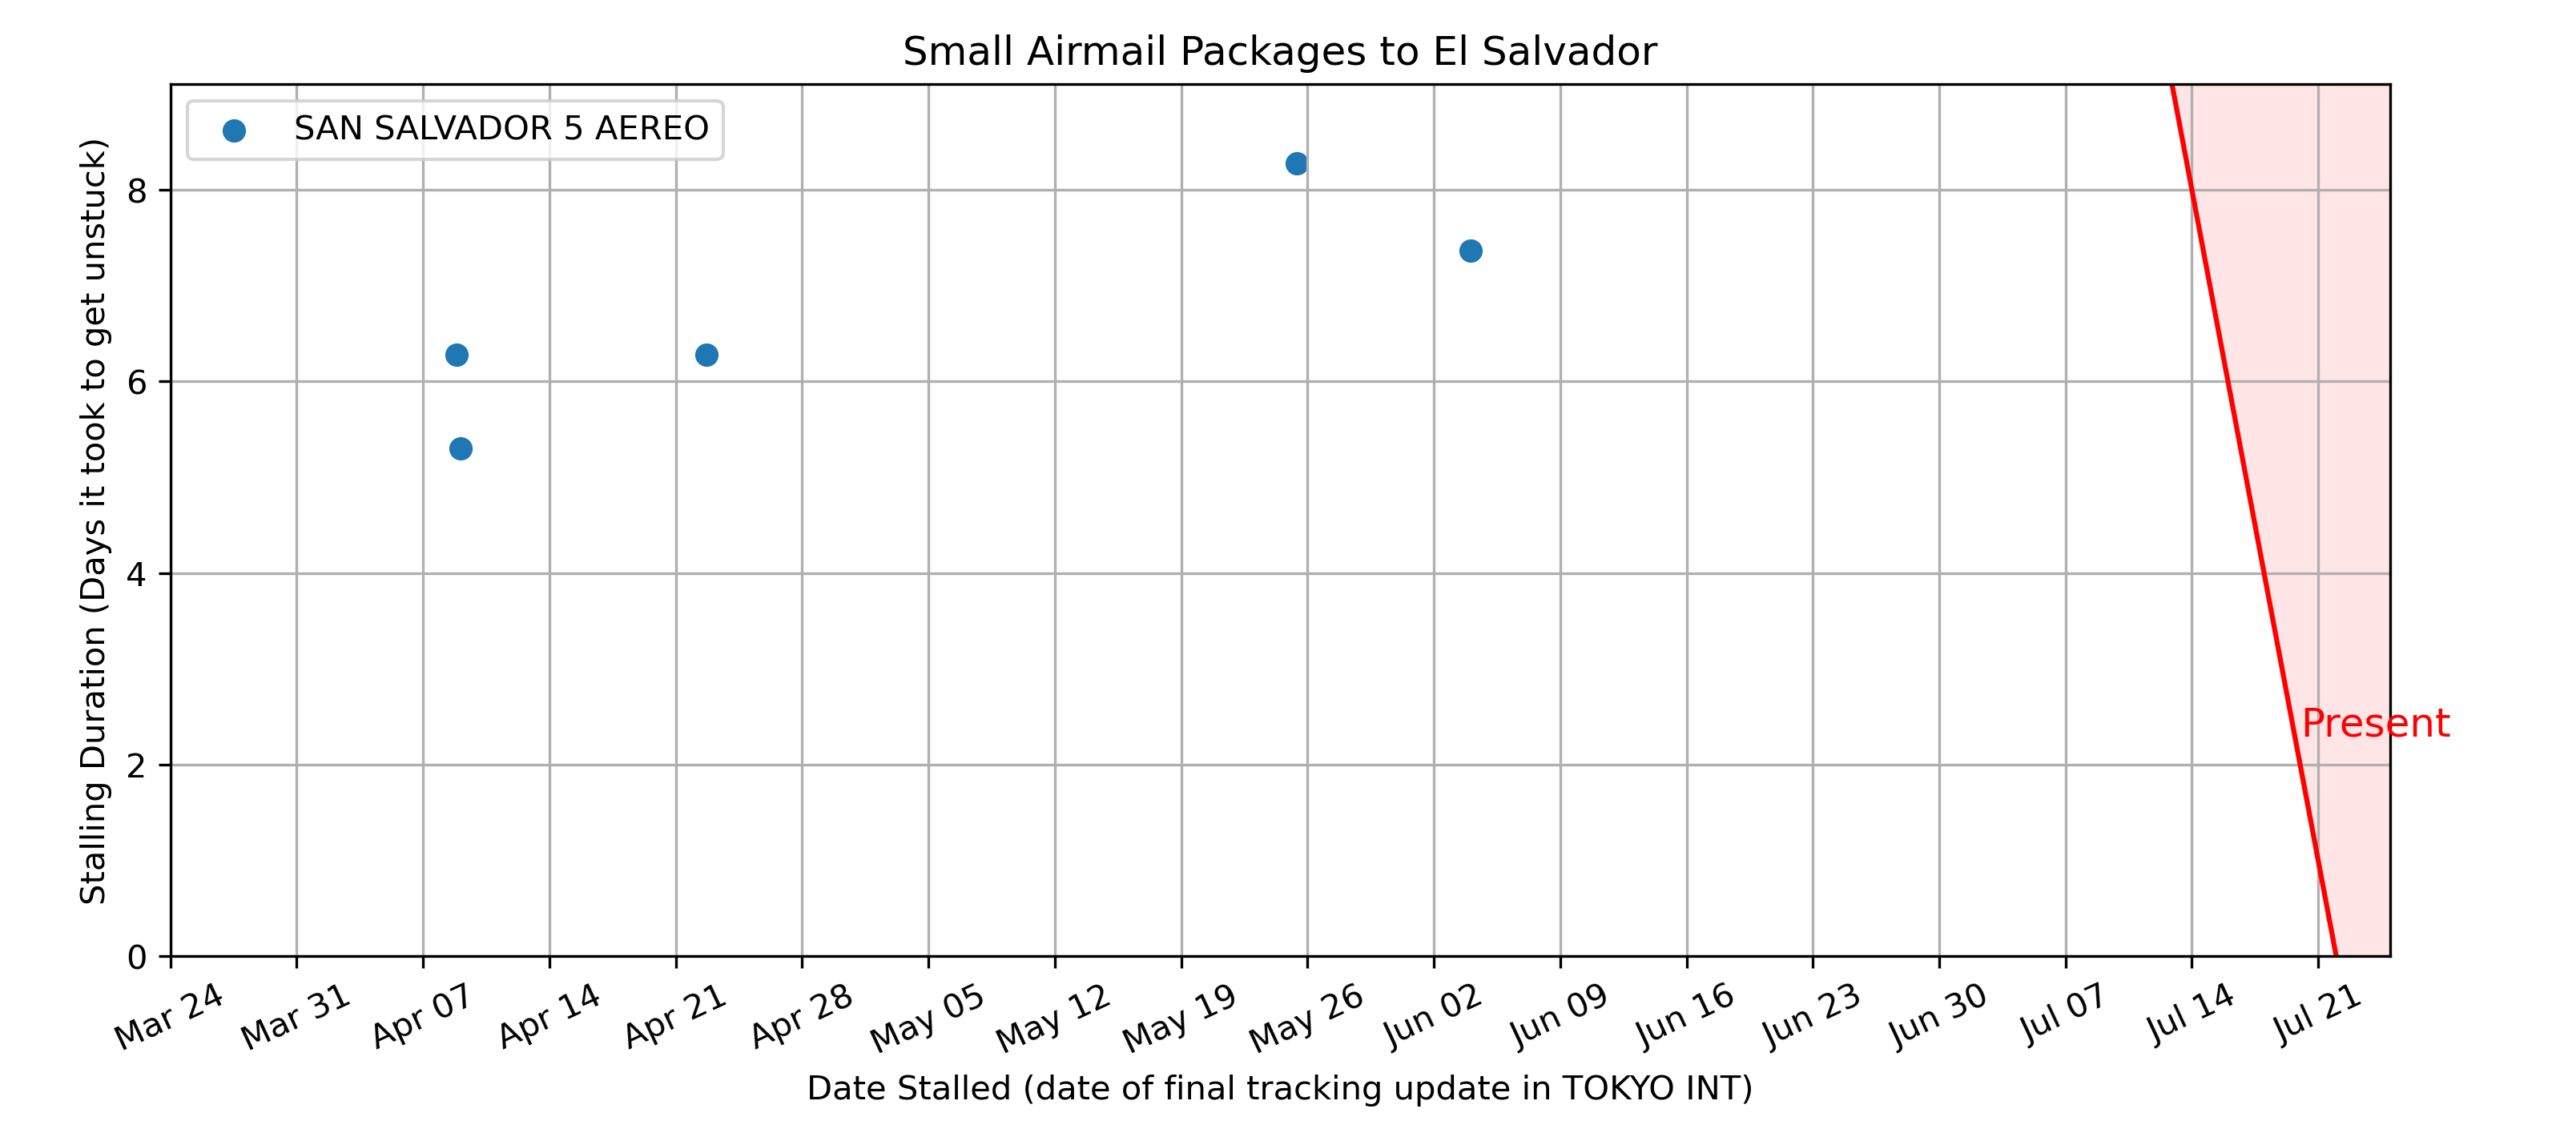 Small Airmail Packages to El Salvador
SAN SALVADOR 5 AEREO
Stalling Duration (Days it took to get unstuck)
8
6
4
2
0
Present
Mar 24
Mar 31
Apr 07
Apr 14
Apr 21
Apr 28
May 05
May 12
May 19
May 26
Jun 02
Jun 09
Jun 16
Jun 23
Jun 30
Jul 07
Jul 14
Jul 21
Date Stalled (date of final tracking update in TOKYO INT)